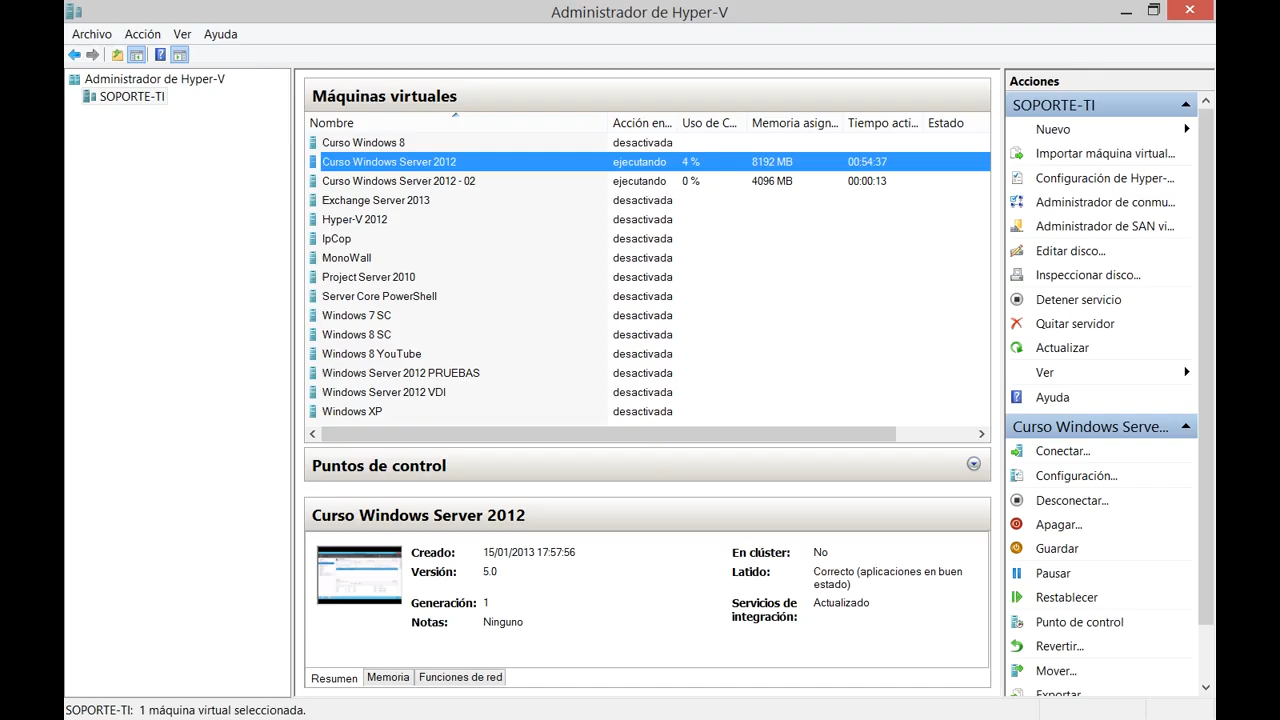 Administrador de Hyper-V
Archivo Acción Ver Ayuda
Administrador de Hyper-V
SOPORTE-TI
Máquinas virtuales
Nombre Acción en... Uso de C... Memoria asign... Tiempo acti... Estado
Curso Windows 8 desactivada
Curso Windows Server 2012 ejecutando 4 % 8192 MB 00:54:37
Curso Windows Server 2012 - 02 ejecutando 0 % 4096 MB 00:00:13
Exchange Server 2013 desactivada
Hyper-V 2012 desactivada
IpCop desactivada
MonoWall desactivada
Project Server 2010 desactivada
Server Core PowerShell desactivada
Windows 7 SC desactivada
Windows 8 SC desactivada
Windows 8 YouTube desactivada
Windows Server 2012 PRUEBAS desactivada
Windows Server 2012 VDI desactivada
Windows XP desactivada
Puntos de control
Curso Windows Server 2012
Creado: 15/01/2013 17:57:56 En clúster: No
Versión: 5.0 Latido: Correcto (aplicaciones en buen
estado)
Generación: 1 Servicios de Actualizado
integración:
Notas: Ninguno
Resumen Memoria Funciones de red
Acciones
SOPORTE-TI
Nuevo
Importar máquina virtual...
Configuración de Hyper-...
Administrador de conmu...
Administrador de SAN vi...
Editar disco...
Inspeccionar disco...
Detener servicio
Quitar servidor
Actualizar
Ver
Ayuda
Curso Windows Serve...
Conectar...
Configuración...
Desconectar...
Apagar...
Guardar
Pausar
Restablecer
Punto de control
Revertir...
Mover...
Exportar
SOPORTE-TI: 1 máquina virtual seleccionada.